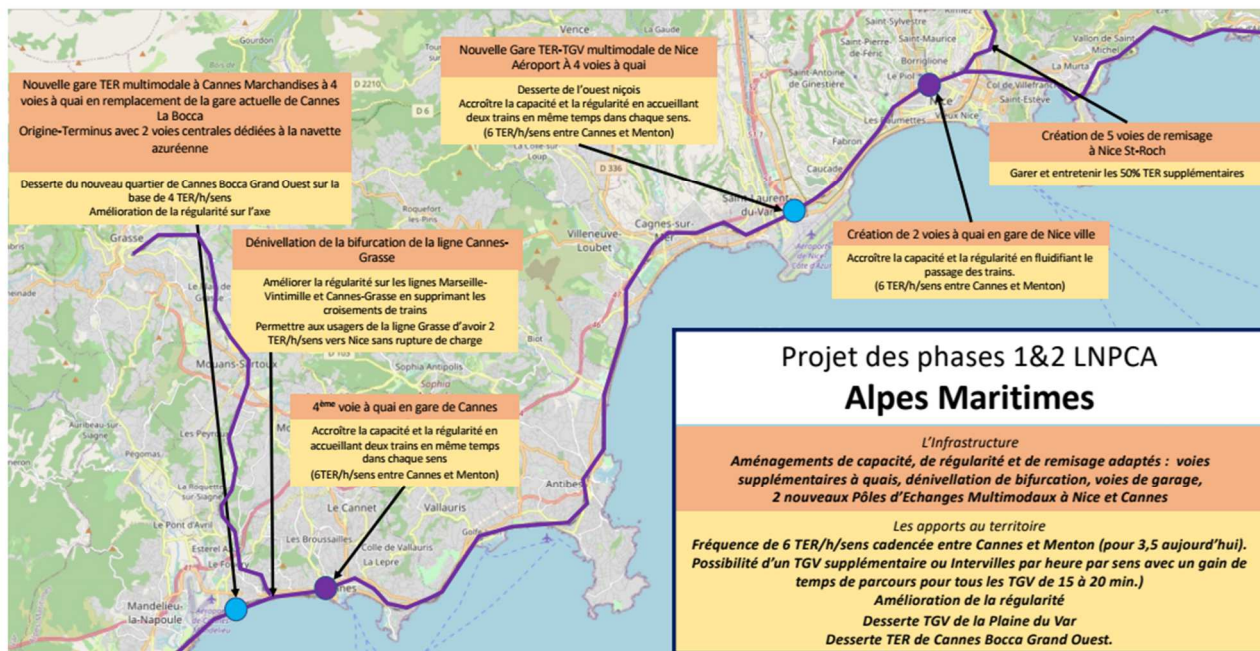 Nouvelle gare TER multimodale à Cannes Marchandises à 4
voies à quai en remplacement de la gare actuelle de Cannes
La Bocca
Origine-Terminus avec 2 voies centrales dédiées à la navette
azuréenne
Desserte du nouveau quartier de Cannes Bocca Grand Ouest sur la
base de 4 TER/h/sens
Amélioration de la régularité sur l'axe
Nouvelle Gare TER-TGV multimodale de Nice
Aéroport À 4 voies à quai
Desserte de l'ouest niçois
Accroître la capacité et la régularité en accueillant
deux trains en même temps dans chaque sens.
(6 TER/h/sens entre Cannes et Menton)
Création de 5 voies de remisage
à Nice St-Roch
Garer et entretenir les 50% TER supplémentaires
Création de 2 voies à quai en gare de Nice ville
Accroître la capacité et la régularité en fluidifiant le
passage des trains.
(6 TER/h/sens entre Cannes et Menton)
Dénivellation de la bifurcation de la ligne Cannes-
Grasse
Améliorer la régularité sur les lignes Marseille-
Vintimille et Cannes-Grasse en supprimant les
croisements de trains
Permettre aux usagers de la ligne Grasse d'avoir 2
TER/h/sens vers Nice sans rupture de charge
4ème voie à quai en gare de Cannes
Accroître la capacité et la régularité en
accueillant deux trains en même temps
dans chaque sens
(6TER/h/sens entre Cannes et Menton)
Projet des phases 1&2 LNPCA
Alpes Maritimes
L'Infrastructure
Aménagements de capacité, de régularité et de remisage adaptés : voies
supplémentaires à quais, dénivellation de bifurcation, voies de garage,
2 nouveaux Pôles d'Echanges Multimodaux à Nice et Cannes
Les apports au territoire
Fréquence de 6 TER/h/sens cadencée entre Cannes et Menton (pour 3,5 aujourd'hui).
Possibilité d'un TGV supplémentaire ou Intervilles par heure par sens avec un gain de
temps de parcours pour tous les TGV de 15 à 20 min.)
Amélioration de la régularité
Desserte TGV de la Plaine du Var
Desserte TER de Cannes Bocca Grand Ouest.
Gourdon
D 2210
D 6
Vence
La Gaude
D 336
Saint-Pierre-
de-Féric
Saint-Sylvestre
Saint-Maurice
Borriglione
Le Piol
Saint-Antoine
de Ginestière
Nice
Vieux Nice
Col de Villefranche
Saint-Estève
Vallon de Saint
Michel
La Murta
Fabron
Caucade
Saint-Laurent-
du-Var
Cagnes-sur-
Mer
Villeneuve-
Loubet
Roquefort
les-Pins
Grasse
Mouans-Sartoux
Biot
Sophia Antipolis
Auribeau-sur-
Siagne
Pégomas
La Roquette
sur-Siagne
Le Pont d'Avril
Mandelieu-
la-Napoule
Le Cannet
Vallauris
Les Broussailles
Colle de Vallauris
La Lepre
Antibes